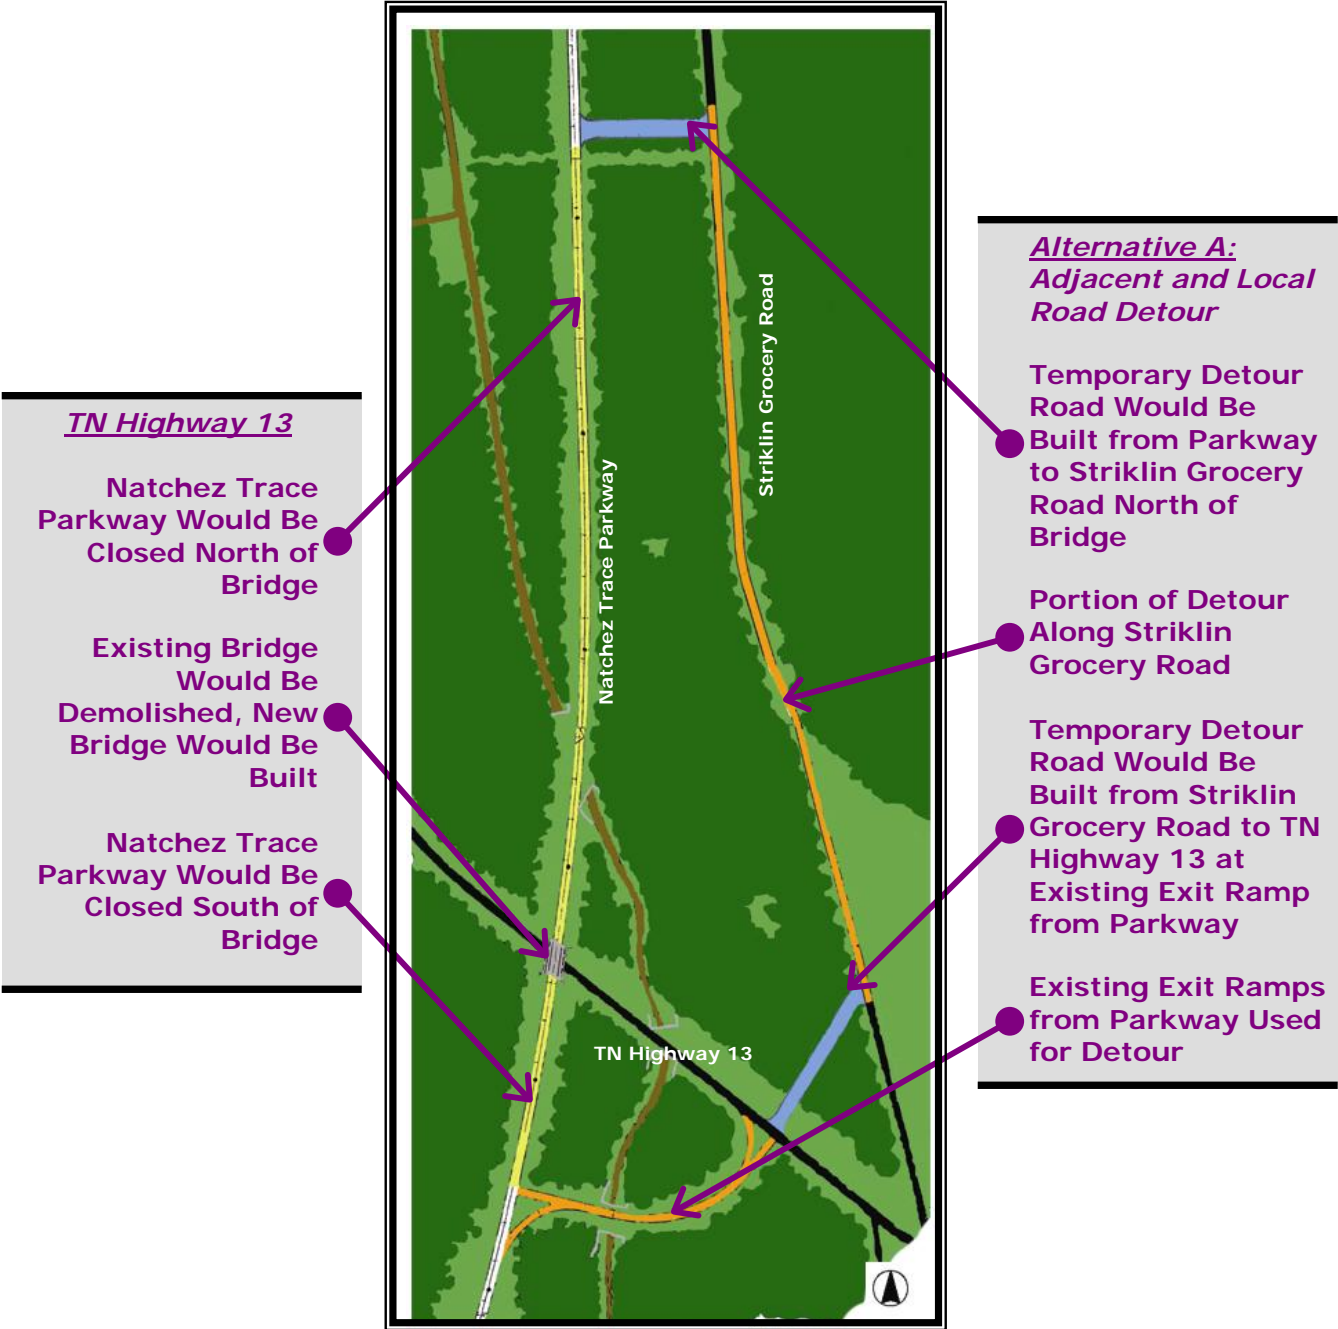 TN Highway 13
Natchez Trace
Parkway Would Be
Closed North of
Bridge
Existing Bridge
Would Be
Demolished, New
Bridge Would Be
Built
Natchez Trace
Parkway Would Be
Closed South of
Bridge
Natchez Trace Parkway
Striklin Grocery Road
TN Highway 13
Alternative A:
Adjacent and Local
Road Detour
Temporary Detour
Road Would Be
Built from Parkway
to Striklin Grocery
Road North of
Bridge
Portion of Detour
Along Striklin
Grocery Road
Temporary Detour
Road Would Be
Built from Striklin
Grocery Road to TN
Highway 13 at
Existing Exit Ramp
from Parkway
Existing Exit Ramps
from Parkway Used
for Detour